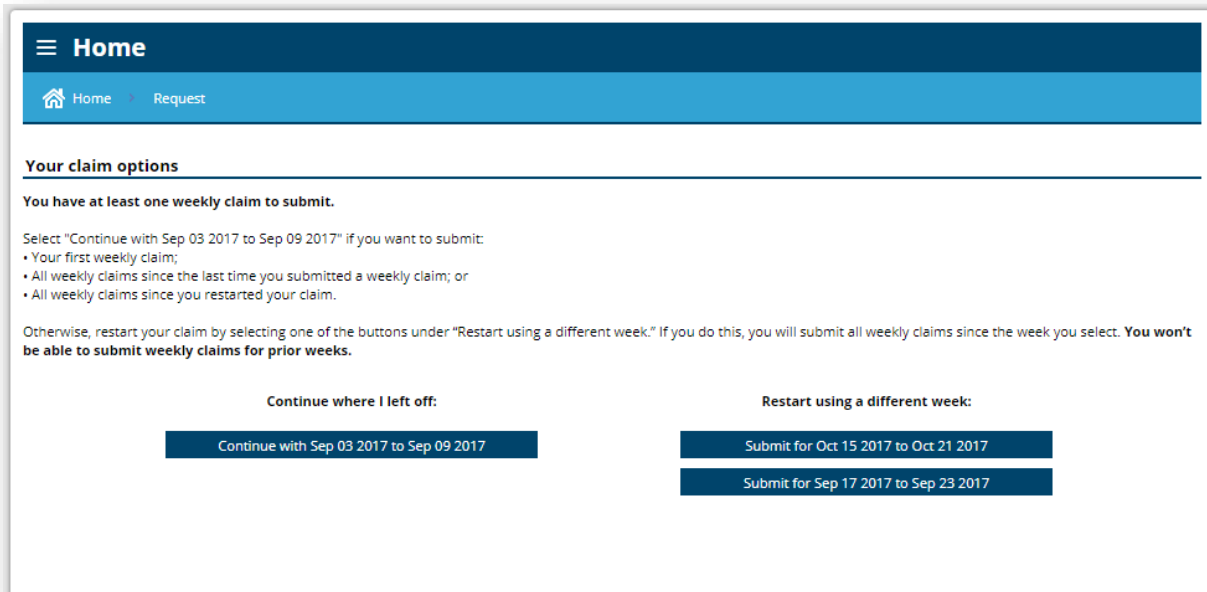 Home
Home > Request
Your claim options
You have at least one weekly claim to submit.
Select "Continue with Sep 03 2017 to Sep 09 2017" if you want to submit:
• Your first weekly claim;
• All weekly claims since the last time you submitted a weekly claim; or
• All weekly claims since you restarted your claim.
Otherwise, restart your claim by selecting one of the buttons under “Restart using a different week.” If you do this, you will submit all weekly claims since the week you select. You won’t
be able to submit weekly claims for prior weeks.
Continue where I left off:
Continue with Sep 03 2017 to Sep 09 2017
Restart using a different week:
Submit for Oct 15 2017 to Oct 21 2017
Submit for Sep 17 2017 to Sep 23 2017